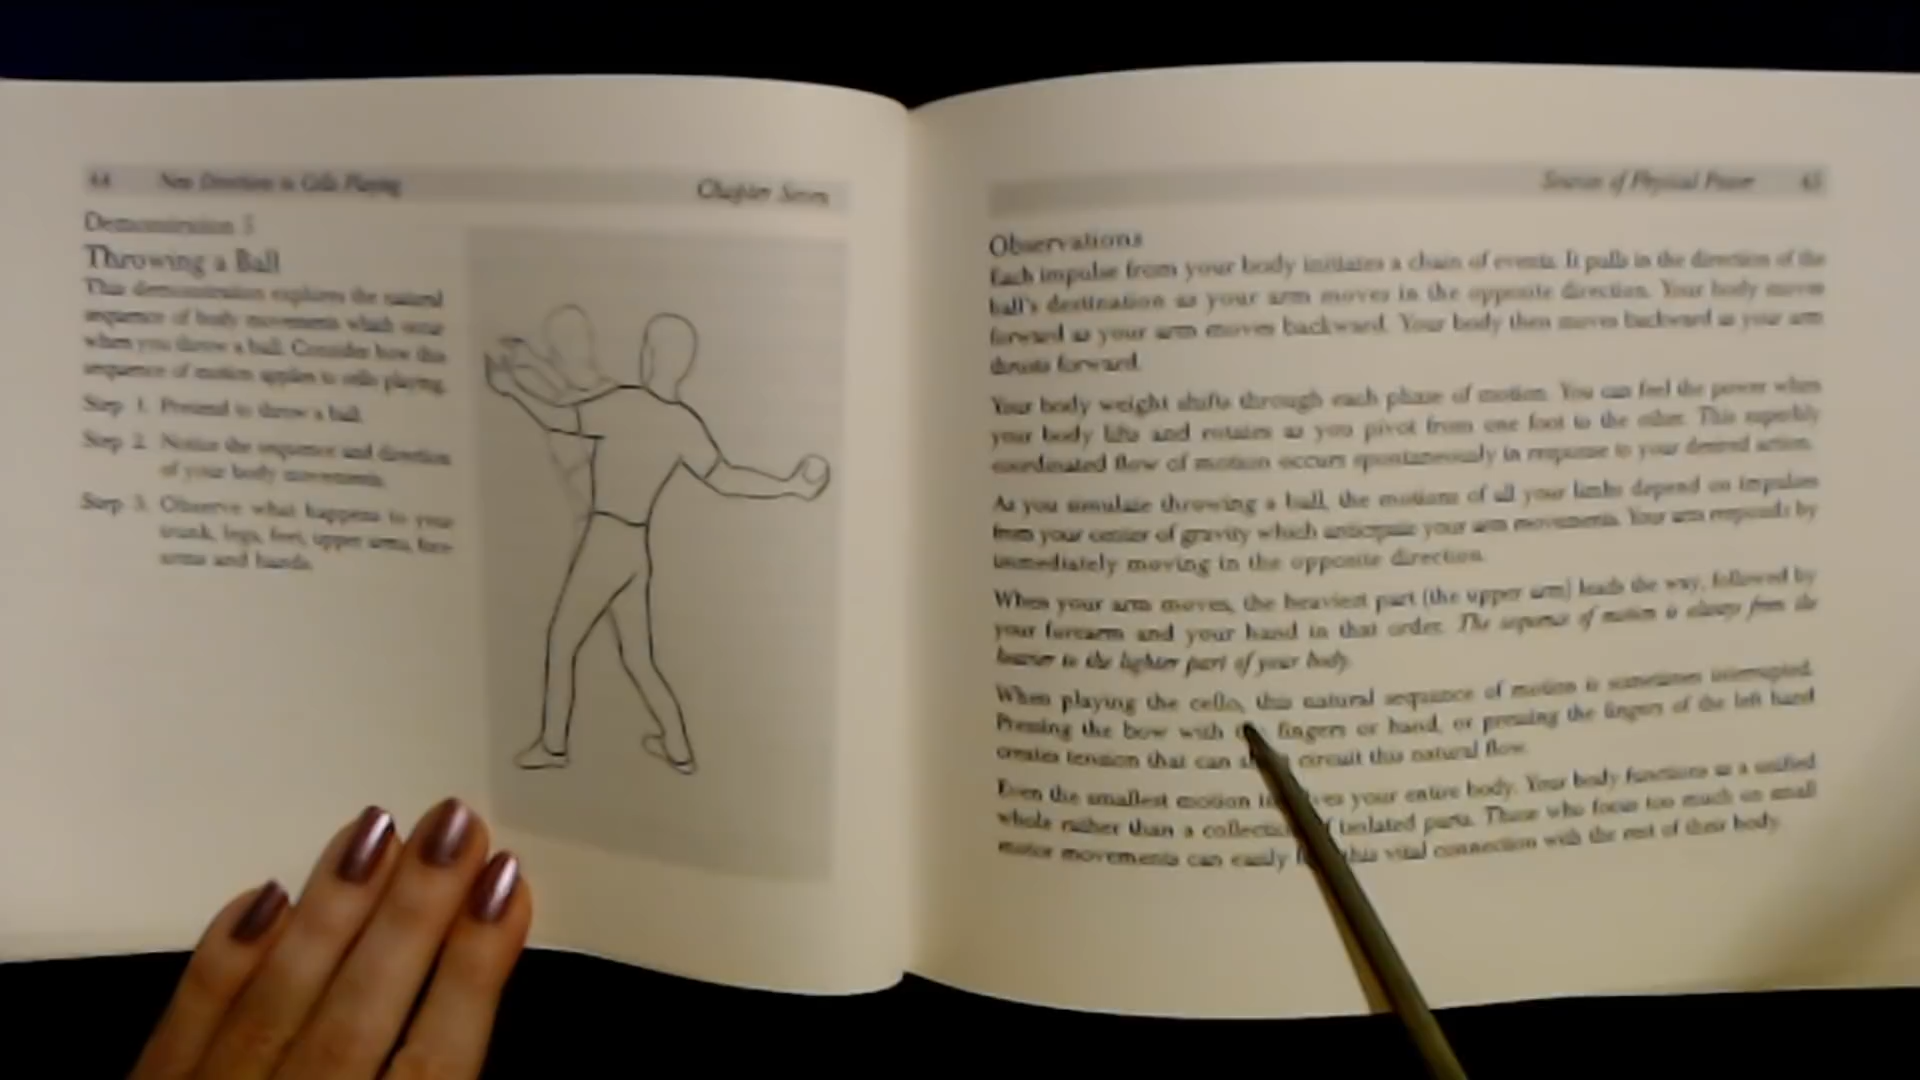 44 New Direction in Cello Playing Chapter Seven
Demonstration 5
Throwing a Ball
This demonstration explores the natural
sequence of body movements which occur
when you throw a ball. Consider how this
sequence of motion applies to cello playing.
Step 1. Pretend to throw a ball.
Step 2. Notice the sequence and direction
of your body movements.
Step 3. Observe what happens to your
trunk, legs, feet, upper arms, fore-
arms and hands.
Sources of Physical Power 45
Observations
Each impulse from your body initiates a chain of events. It pulls in the direction of the
ball's destination as your arm moves in the opposite direction. Your body moves
forward as your arm moves backward. Your body then moves backward as your arm
thrusts forward.
Your body weight shifts through each phase of motion. You can feel the power when
your body lifts and rotates as you pivot from one foot to the other. This superbly
coordinated flow of motion occurs spontaneously in response to your desired action.
As you simulate throwing a ball, the motions of all your limbs depend on impulses
from your center of gravity which anticipate your arm movements. Your arm responds by
immediately moving in the opposite direction.
When your arm moves, the heaviest part (the upper arm) leads the way, followed by
your forearm and your hand in that order. The sequence of motion is always from the
heavier to the lighter part of your body.
When playing the cello, this natural sequence of motion is sometimes interrupted.
Pressing the bow with fingers or hand, or pressing the fingers of the left hand
creates tension that can circuit this natural flow.
Even the smallest motion your entire body. Your body functions as a unified
whole rather than a isolated parts. Those who focus too much on small
motor movements can easily this vital connection with the rest of their body.